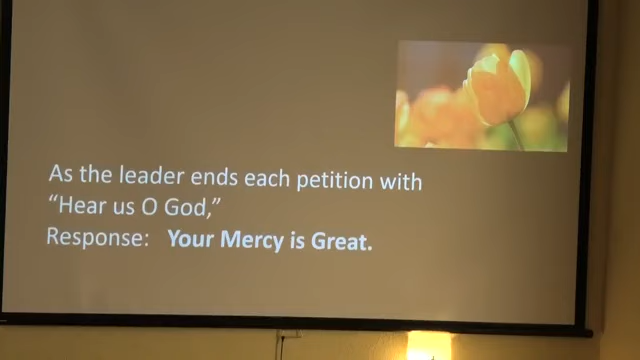 As the leader ends each petition with
“Hear us O God,”
Response: Your Mercy is Great.